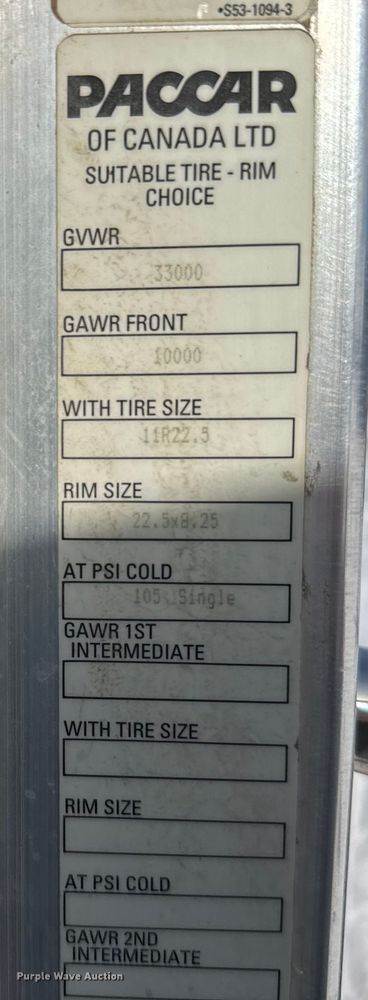 •S53-1094-3
PACCAR
OF CANADA LTD
SUITABLE TIRE - RIM
CHOICE
GVWR
33000
GAWR FRONT
10000
WITH TIRE SIZE
11R22.5
RIM SIZE
22.5x8.25
AT PSI COLD
105 Single
GAWR 1ST
INTERMEDIATE
WITH TIRE SIZE
RIM SIZE
AT PSI COLD
GAWR 2ND
INTERMEDIATE
Purple Wave Auction